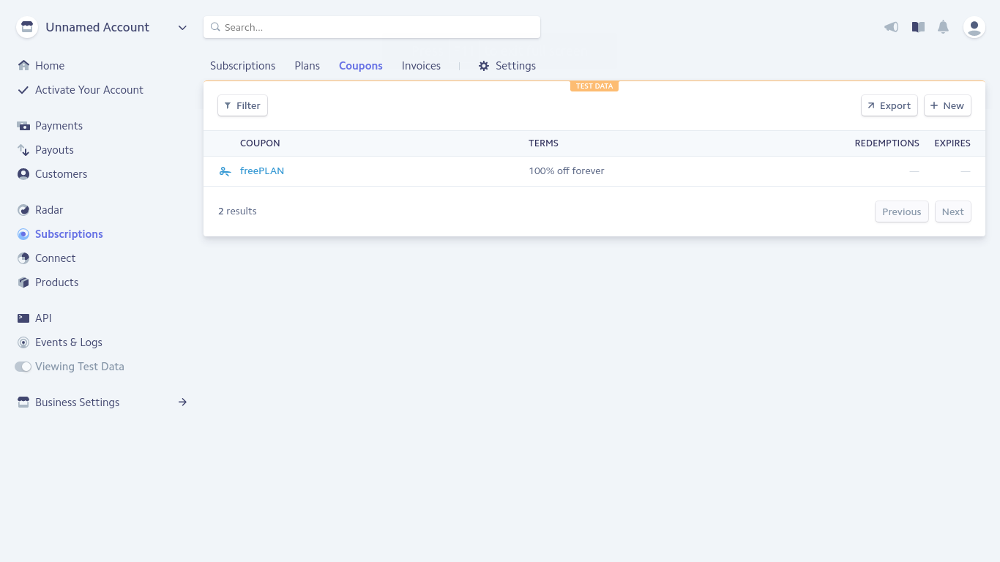 Unnamed Account
Search...
Home
Activate Your Account
Payments
Payouts
Customers
Radar
Subscriptions
Connect
Products
API
Events & Logs
Viewing Test Data
Business Settings
Subscriptions Plans Coupons Invoices Settings
TEST DATA
Filter Export New
COUPON TERMS REDEMPTIONS EXPIRES
freePLAN 100% off forever — —
2 results Previous Next